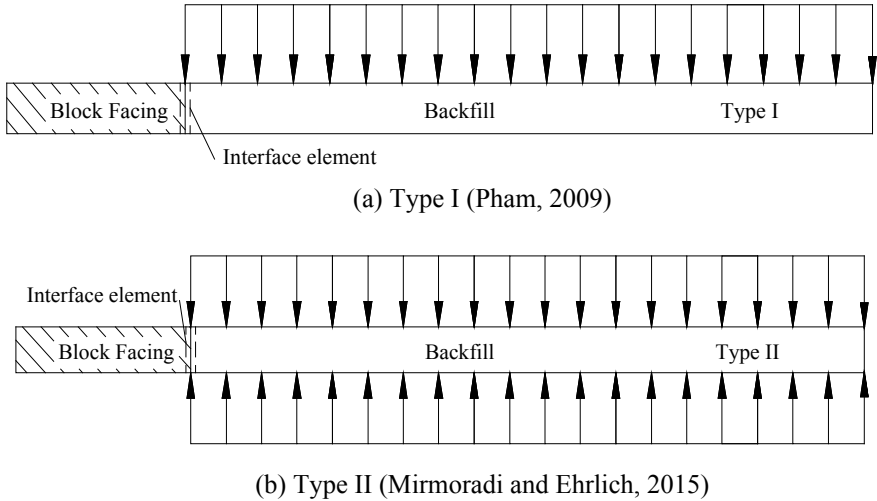 Block Facing Backfill Type I
Interface element
(a) Type I (Pham, 2009)
Interface element
Block Facing Backfill Type II
(b) Type II (Mirmoradi and Ehrlich, 2015)